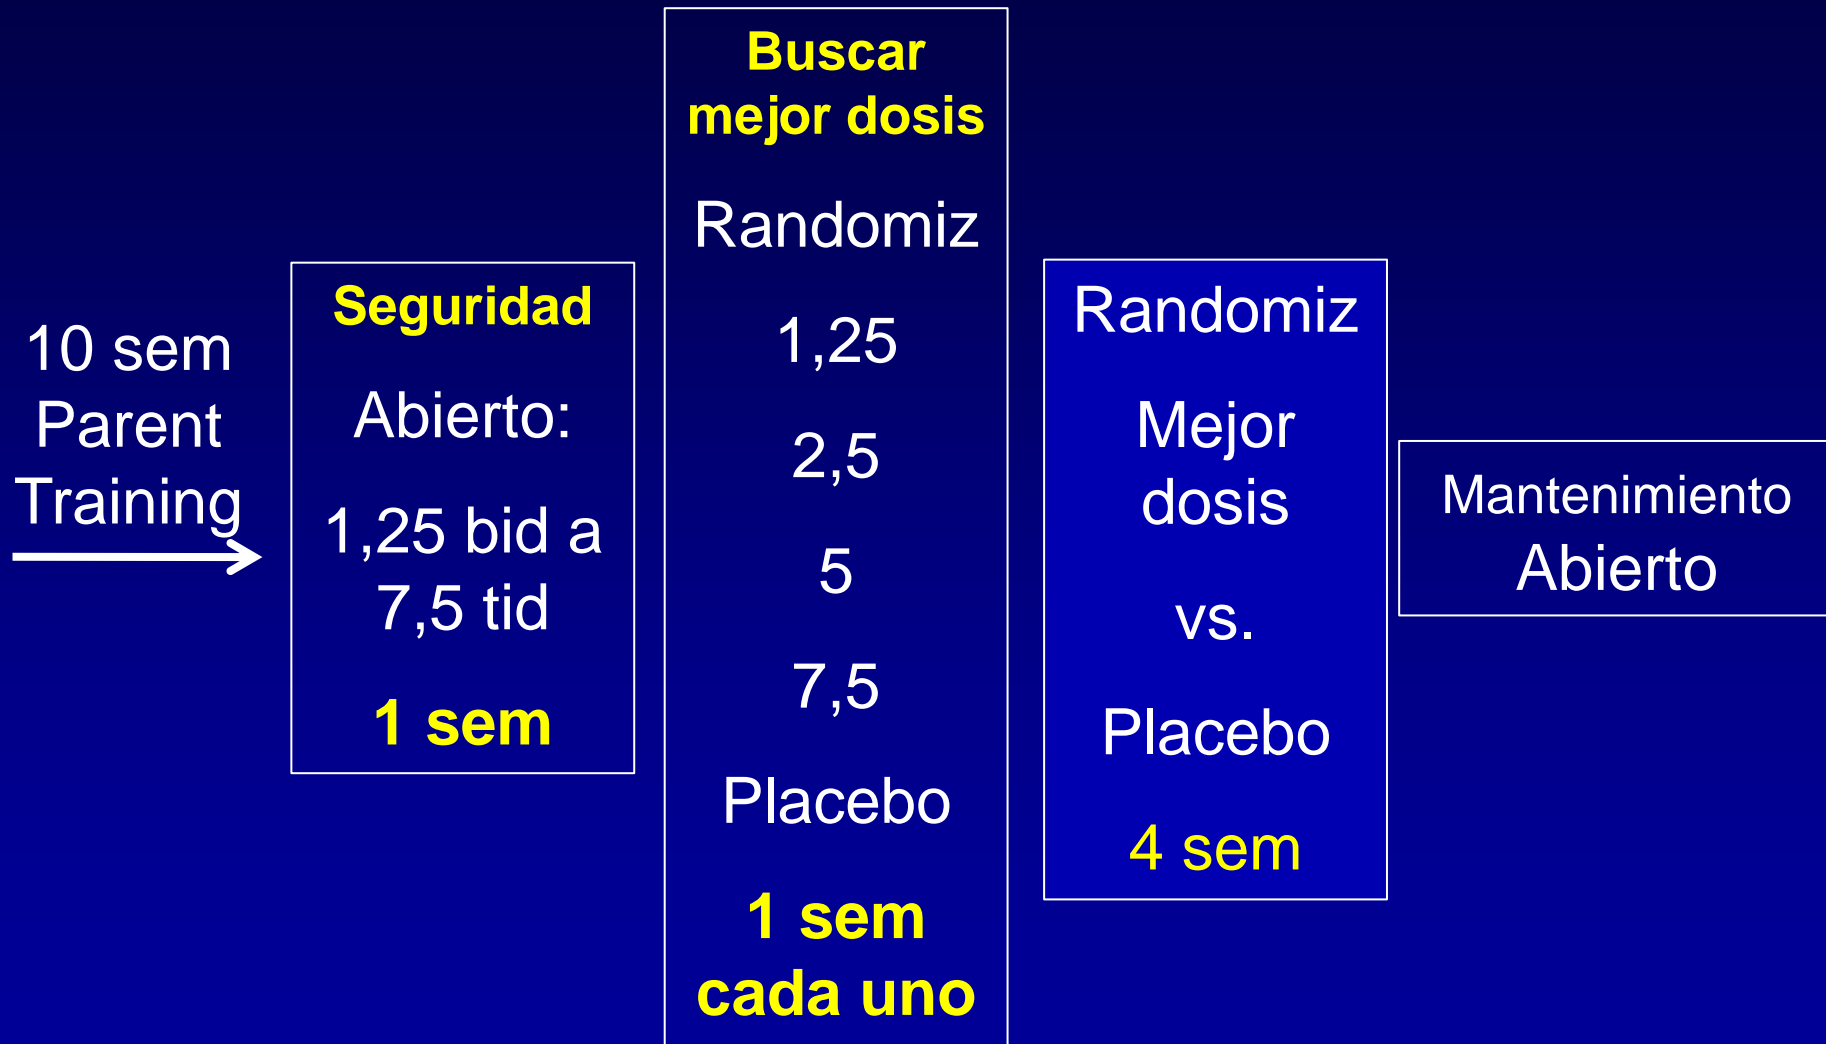 10 sem
Parent
Training
Seguridad
Abierto:
1,25 bid a
7,5 tid
1 sem
Buscar
mejor dosis
Randomiz
1,25
2,5
5
7,5
Placebo
1 sem
cada uno
Randomiz
Mejor
dosis
vs.
Placebo
4 sem
Mantenimiento
Abierto